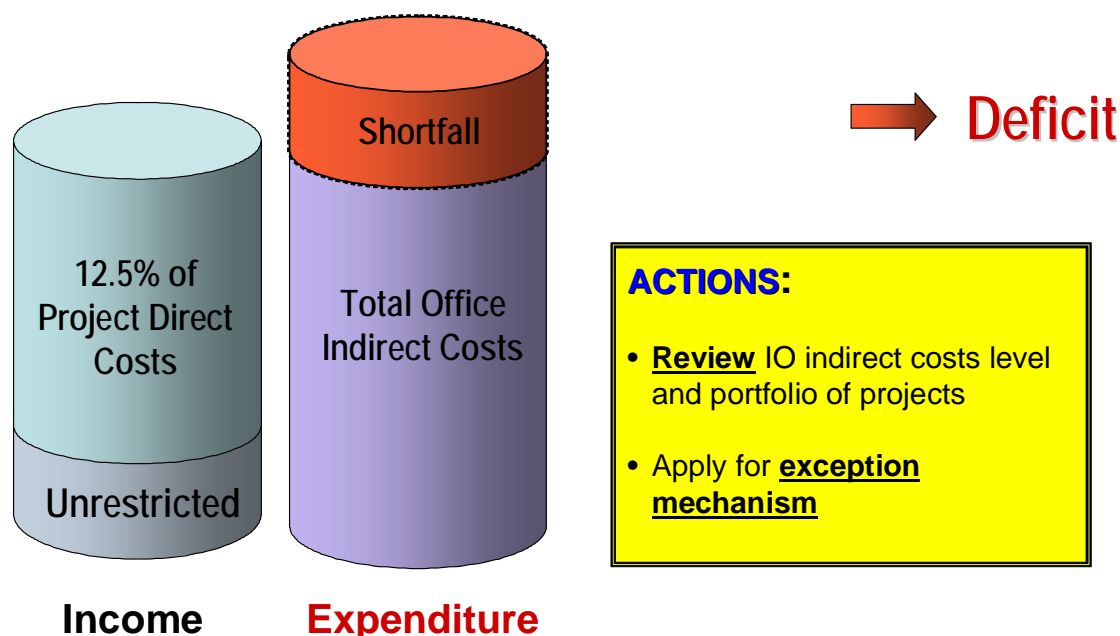 Shortfall
Deficit
12.5% of
Project Direct
Costs
Total Office
Indirect Costs
Unrestricted
ACTIONS:
• Review IO indirect costs level
and portfolio of projects
• Apply for exception
mechanism
Income
Expenditure